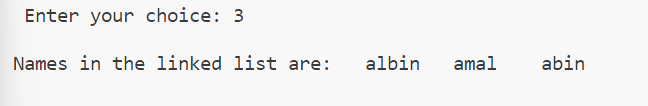 Enter your choice: 3
Names in the linked list are:   albin   amal    abin